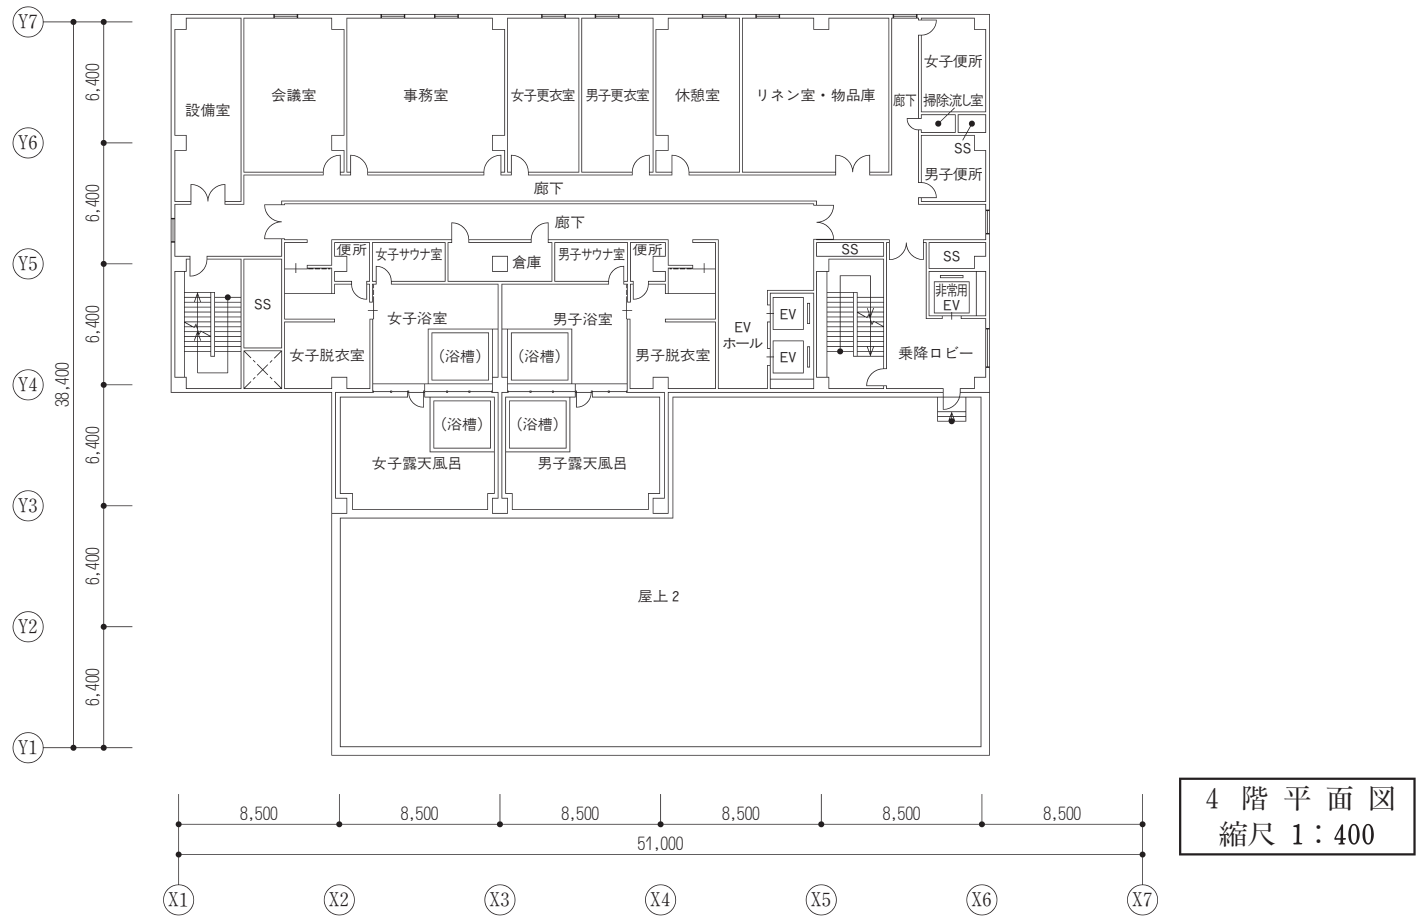 Y7
Y6
Y5
Y4
Y3
Y2
Y1
6,400
6,400
6,400
6,400
6,400
6,400
38,400
設備室
会議室
事務室
女子更衣室
男子更衣室
休憩室
リネン室・物品庫
廊下
女子便所
掃除流し室
SS
男子便所
廊下
廊下
便所
女子サウナ室
倉庫
男子サウナ室
便所
SS
SS
SS
非常用
EV
女子浴室
男子浴室
EV
EV
ホール
EV
女子脱衣室
(浴槽)
(浴槽)
男子脱衣室
乗降ロビー
(浴槽)
(浴槽)
女子露天風呂
男子露天風呂
屋上2
8,500
8,500
8,500
8,500
8,500
8,500
51,000
X1
X2
X3
X4
X5
X6
X7
4階平面図
縮尺 1:400